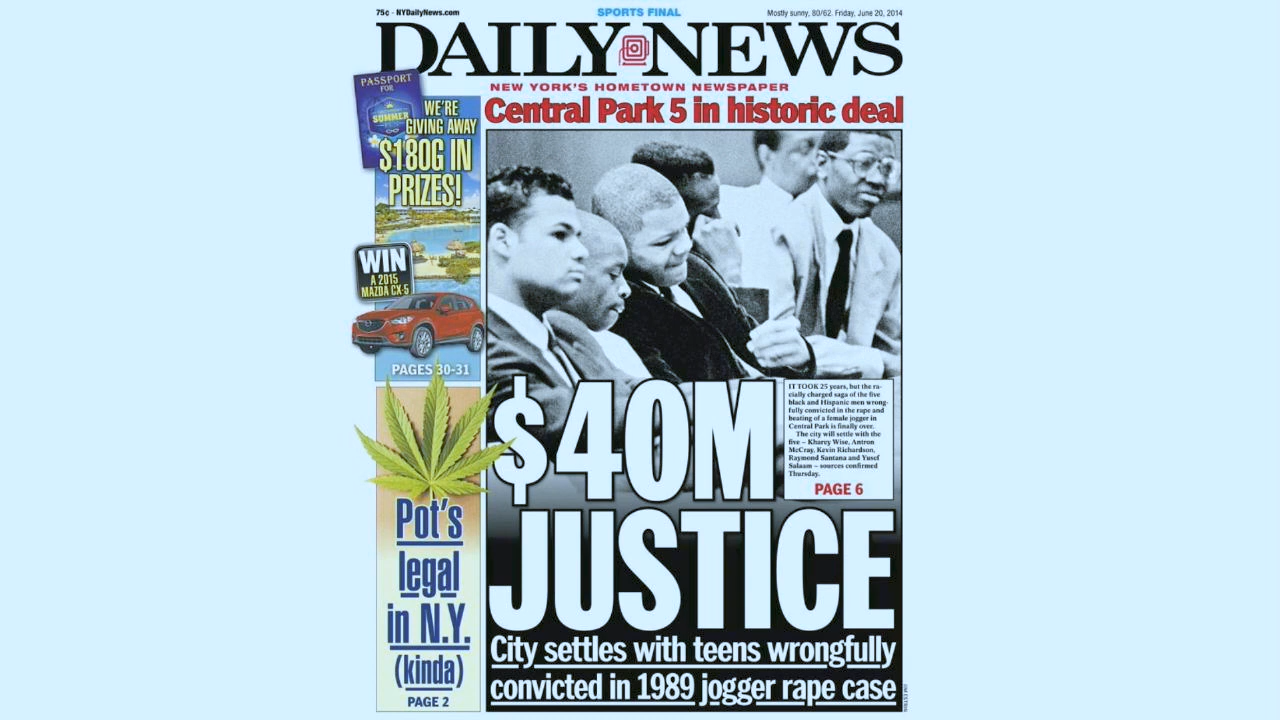 75¢ - NYDailyNews.com
SPORTS FINAL
Mostly sunny, 80/62. Friday, June 20, 2014
DAILY NEWS
NEW YORK'S HOMETOWN NEWSPAPER
PASSPORT
FOR
SUMMER
WE'RE
GIVING AWAY
$180G IN
PRIZES!
WIN
A 2015
MAZDA CX-5
PAGES 30-31
Pot's
legal
in N.Y.
(kinda)
PAGE 2
Central Park 5 in historic deal
IT TOOK 25 years, but the ra-
cially charged saga of the five
black and Hispanic men wrong-
fully convicted in the rape and
beating of a female jogger in
Central Park is finally over.
The city will settle with the
five – Kharey Wise, Antron
McCray, Kevin Richardson,
Raymond Santana and Yusef
Salaam – sources confirmed
Thursday.
PAGE 6
$40M
JUSTICE
City settles with teens wrongfully
convicted in 1989 jogger rape case